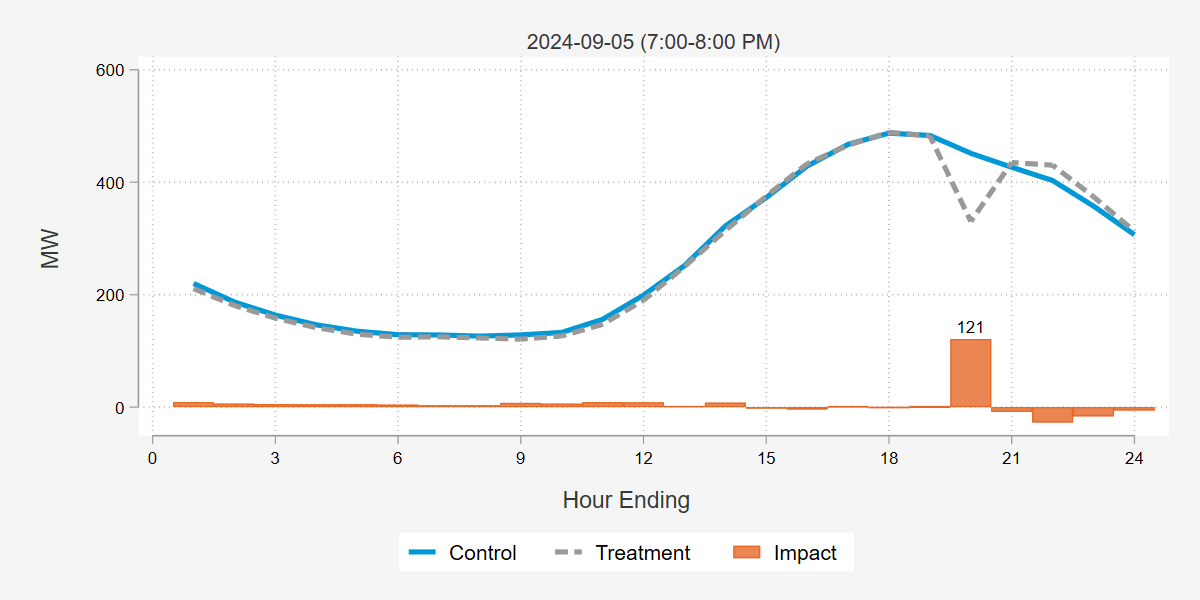 2024-09-05 (7:00-8:00 PM)
600
400
200
0
MW
121
0 3 6 9 12 15 18 21 24
Hour Ending
Control Treatment Impact